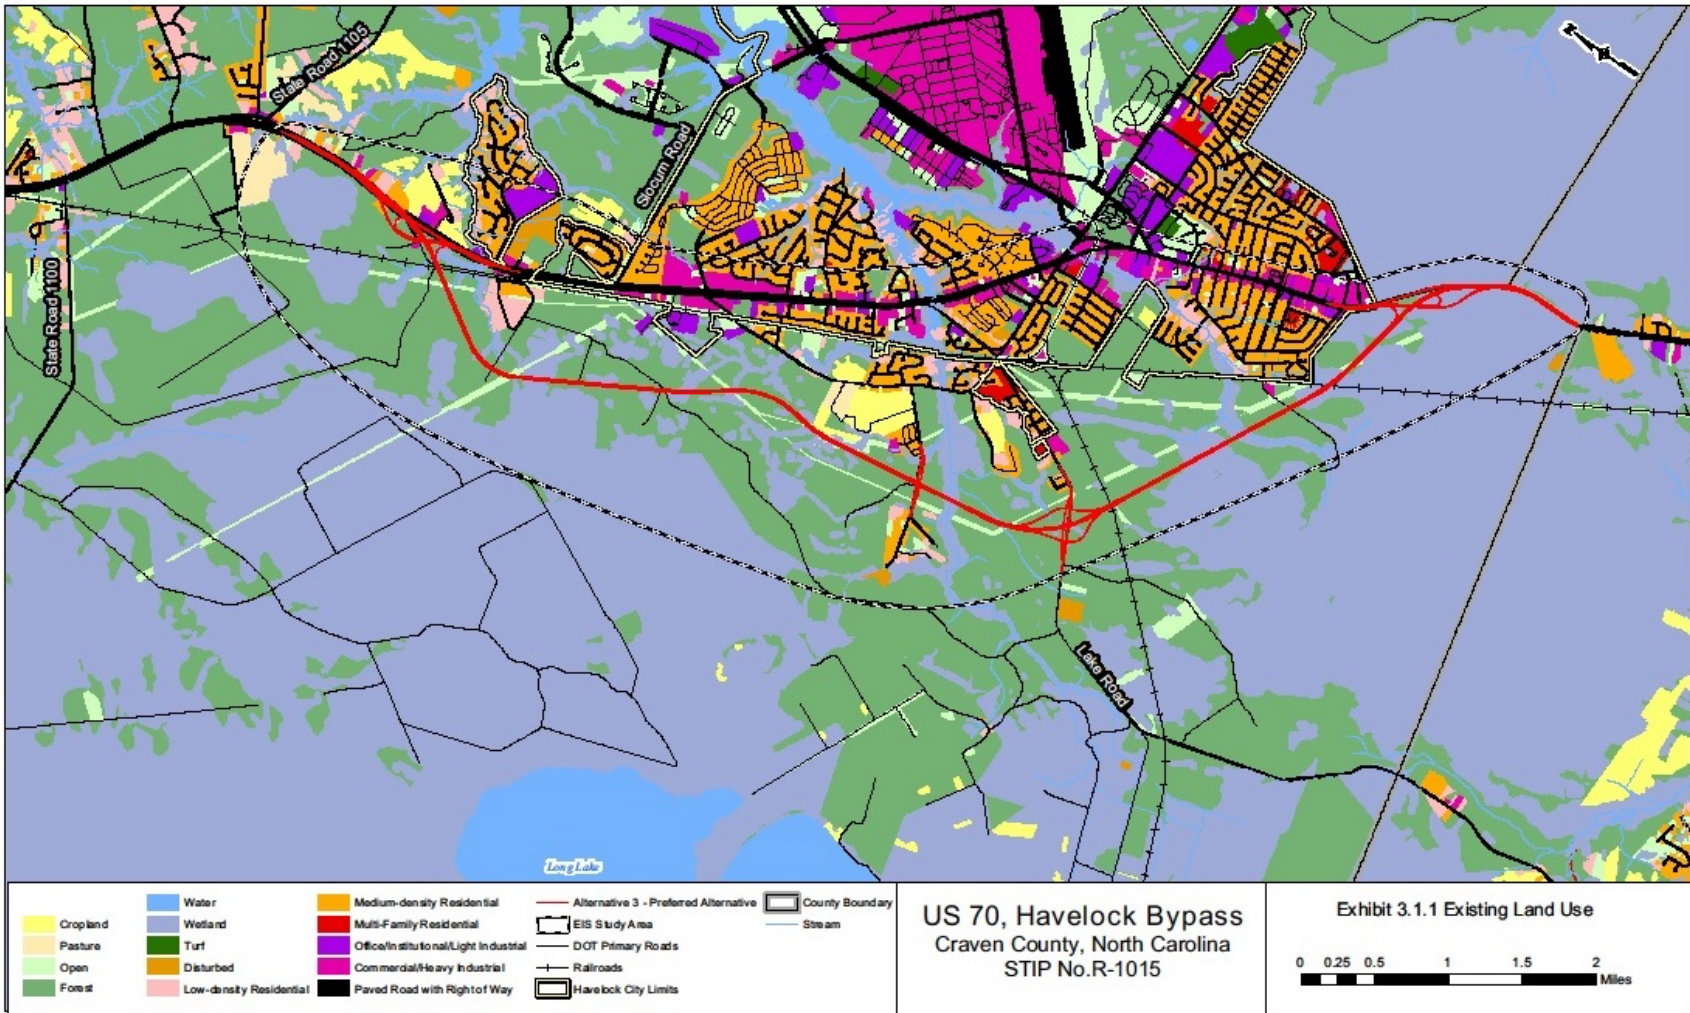 State Road 1105
Slocum Road
State Road 1100
Lake Road
Long Lake
Cropland
Pasture
Open
Forest
Water
Wetland
Turf
Disturbed
Low-density Residential
Medium-density Residential
Multi-Family Residential
Office/Institutional/Light Industrial
Commercial/Heavy Industrial
Paved Road with Right of Way
Alternative 3 - Preferred Alternative
EIS Study Area
DOT Primary Roads
Railroads
Havelock City Limits
County Boundary
Stream
US 70, Havelock Bypass
Craven County, North Carolina
STIP No.R-1015
Exhibit 3.1.1 Existing Land Use
0 0.25 0.5 1 1.5 2
Miles